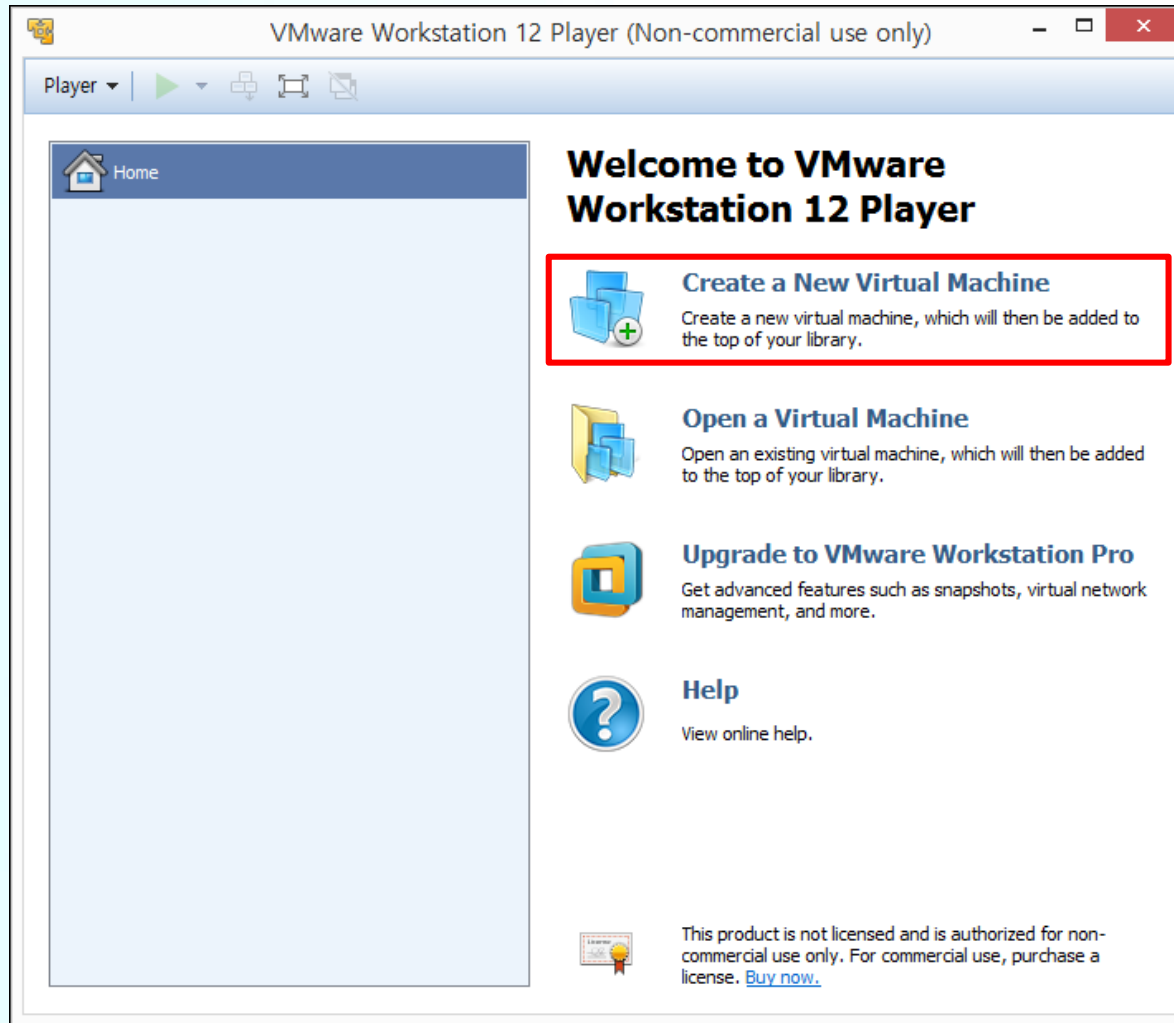 VMware Workstation 12 Player (Non-commercial use only)
Player
Home
Welcome to VMware
Workstation 12 Player
Create a New Virtual Machine
Create a new virtual machine, which will then be added to
the top of your library.
Open a Virtual Machine
Open an existing virtual machine, which will then be added
to the top of your library.
Upgrade to VMware Workstation Pro
Get advanced features such as snapshots, virtual network
management, and more.
Help
View online help.
This product is not licensed and is authorized for non-
commercial use only. For commercial use, purchase a
license. Buy now.